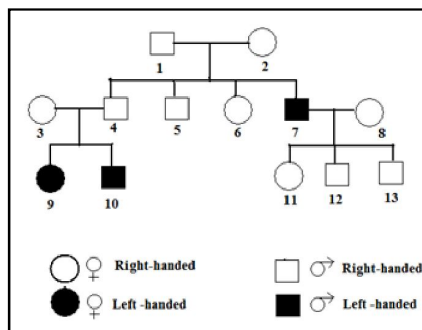 1 2
3 4 5 6 7 8
9 10 11 12 13
♀ Right-handed ♂ Right-handed
♀ Left -handed ♂ Left -handed